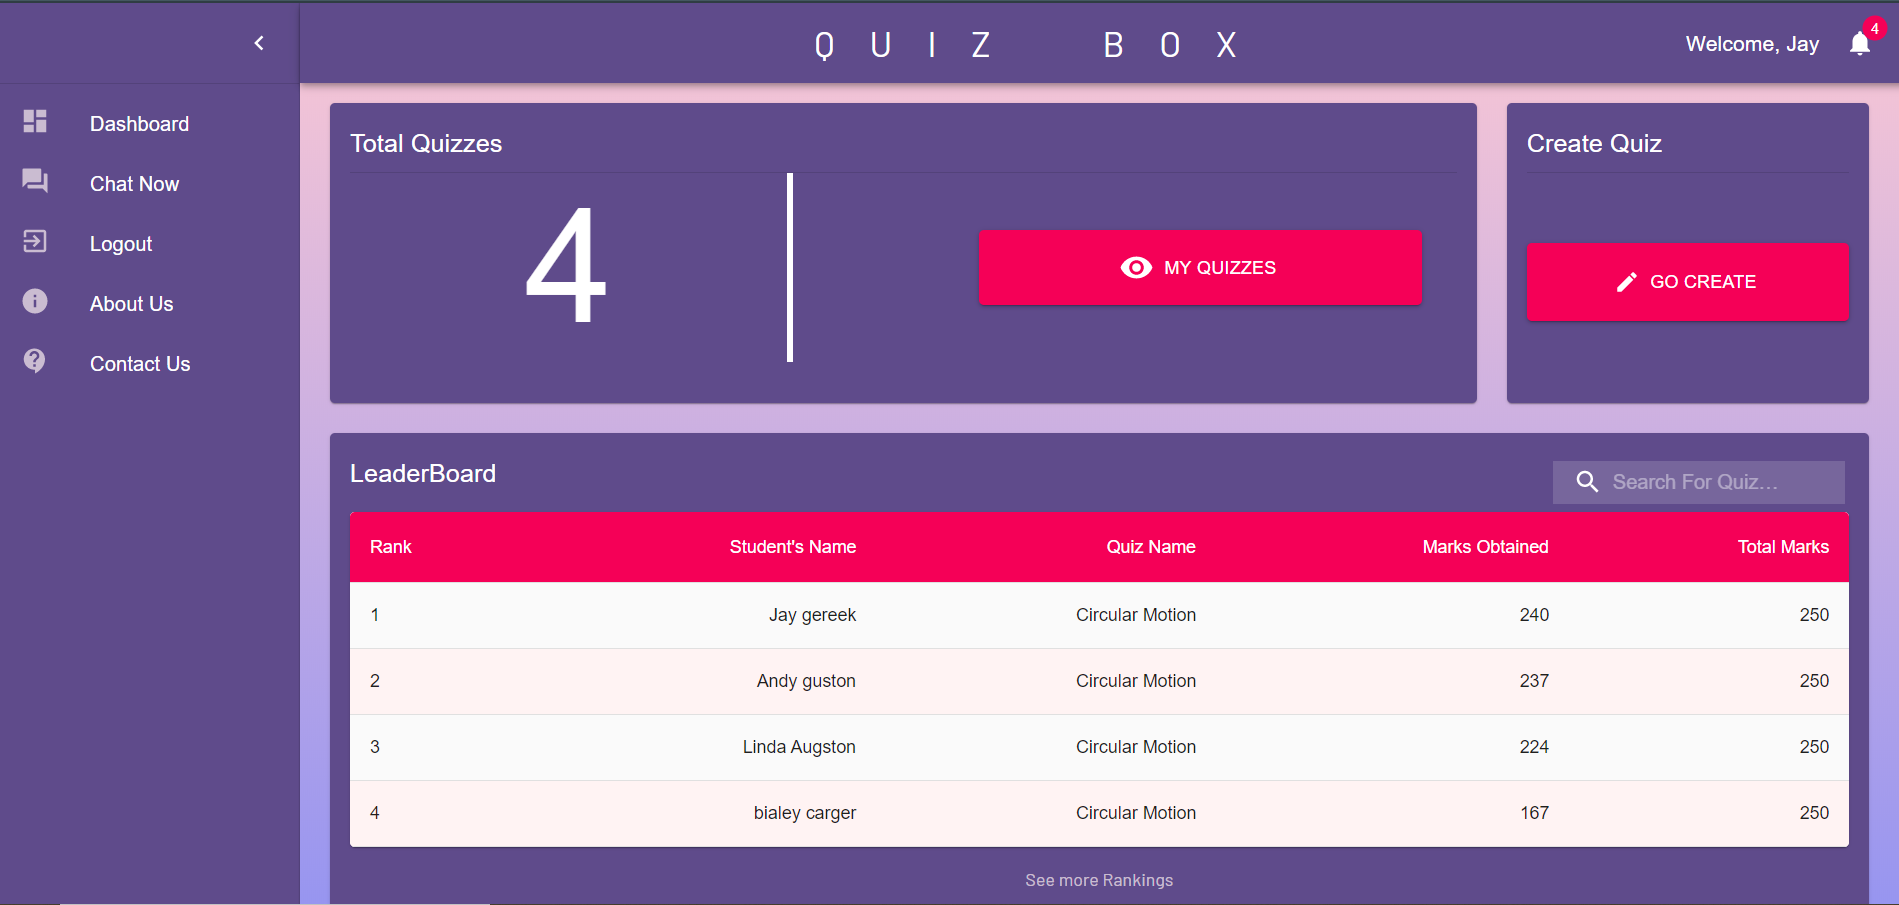 QUIZ BOX
Welcome, Jay
4
Dashboard
Chat Now
Logout
About Us
Contact Us
Total Quizzes
4
MY QUIZZES
Create Quiz
GO CREATE
LeaderBoard
Search For Quiz...
Rank Student's Name Quiz Name Marks Obtained Total Marks
1 Jay gereek Circular Motion 240 250
2 Andy guston Circular Motion 237 250
3 Linda Augston Circular Motion 224 250
4 bialey carger Circular Motion 167 250
See more Rankings